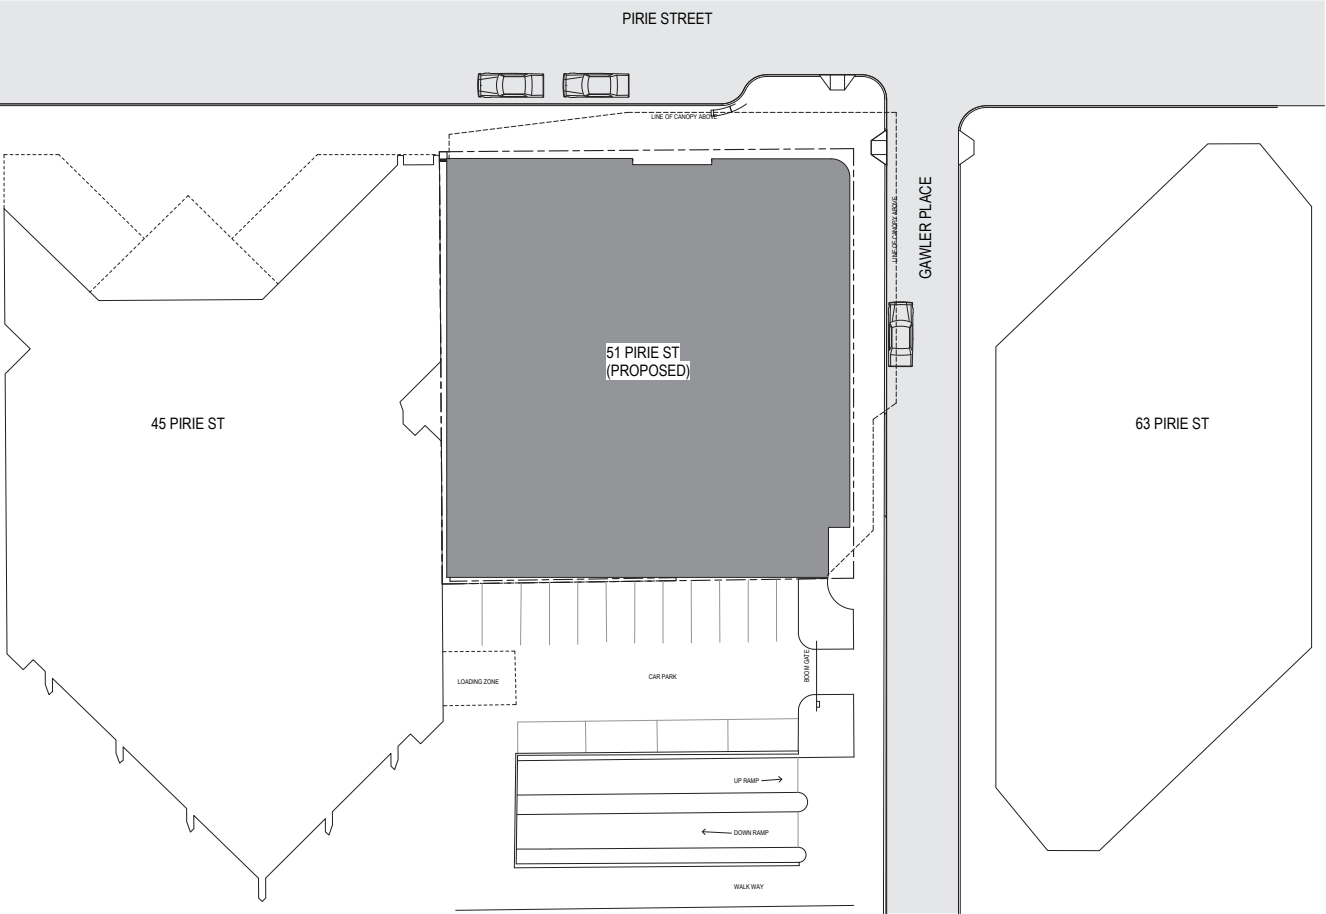 PIRIE STREET
LINE OF CANOPY ABOVE
LINE OF CANOPY ABOVE
GAWLER PLACE
51 PIRIE ST
(PROPOSED)
45 PIRIE ST
63 PIRIE ST
LOADING ZONE
CAR PARK
BOOM GATE
UP RAMP
DOWN RAMP
WALK WAY